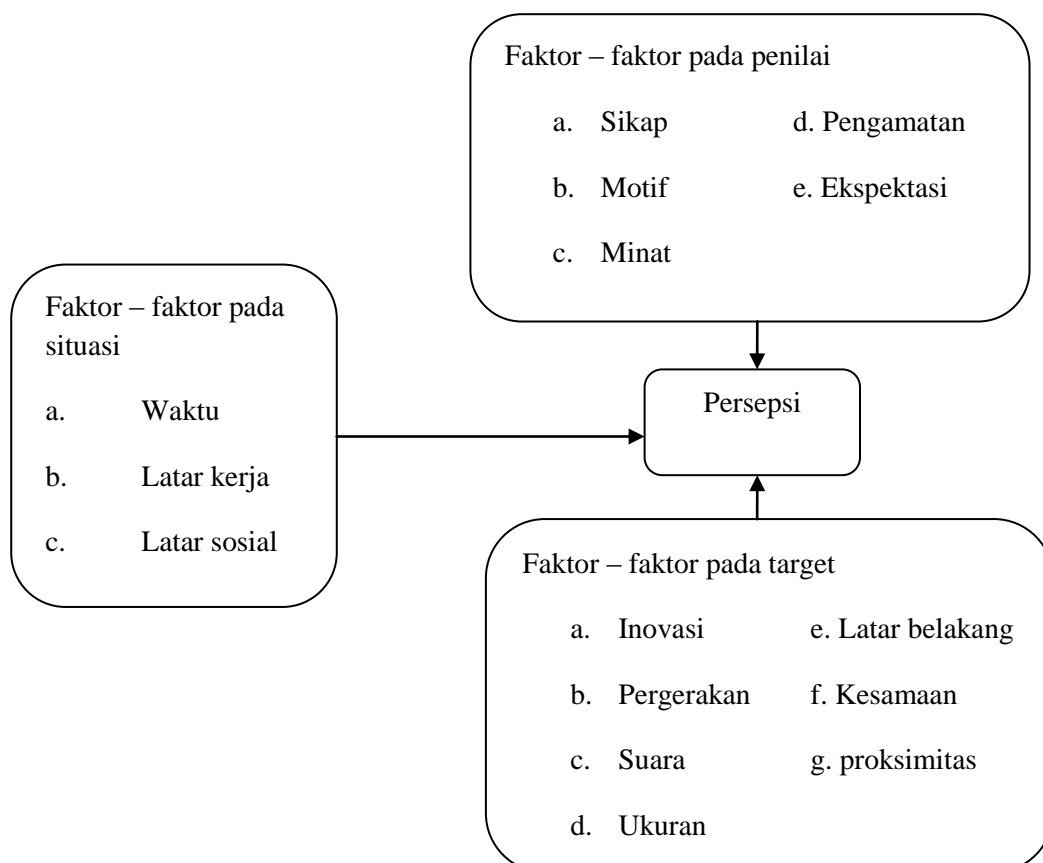 Faktor – faktor pada penilai
a. Sikap d. Pengamatan
b. Motif e. Ekspektasi
c. Minat
Faktor – faktor pada
situasi
a. Waktu
b. Latar kerja
c. Latar sosial
Persepsi
Faktor – faktor pada target
a. Inovasi e. Latar belakang
b. Pergerakan f. Kesamaan
c. Suara g. proksimitas
d. Ukuran